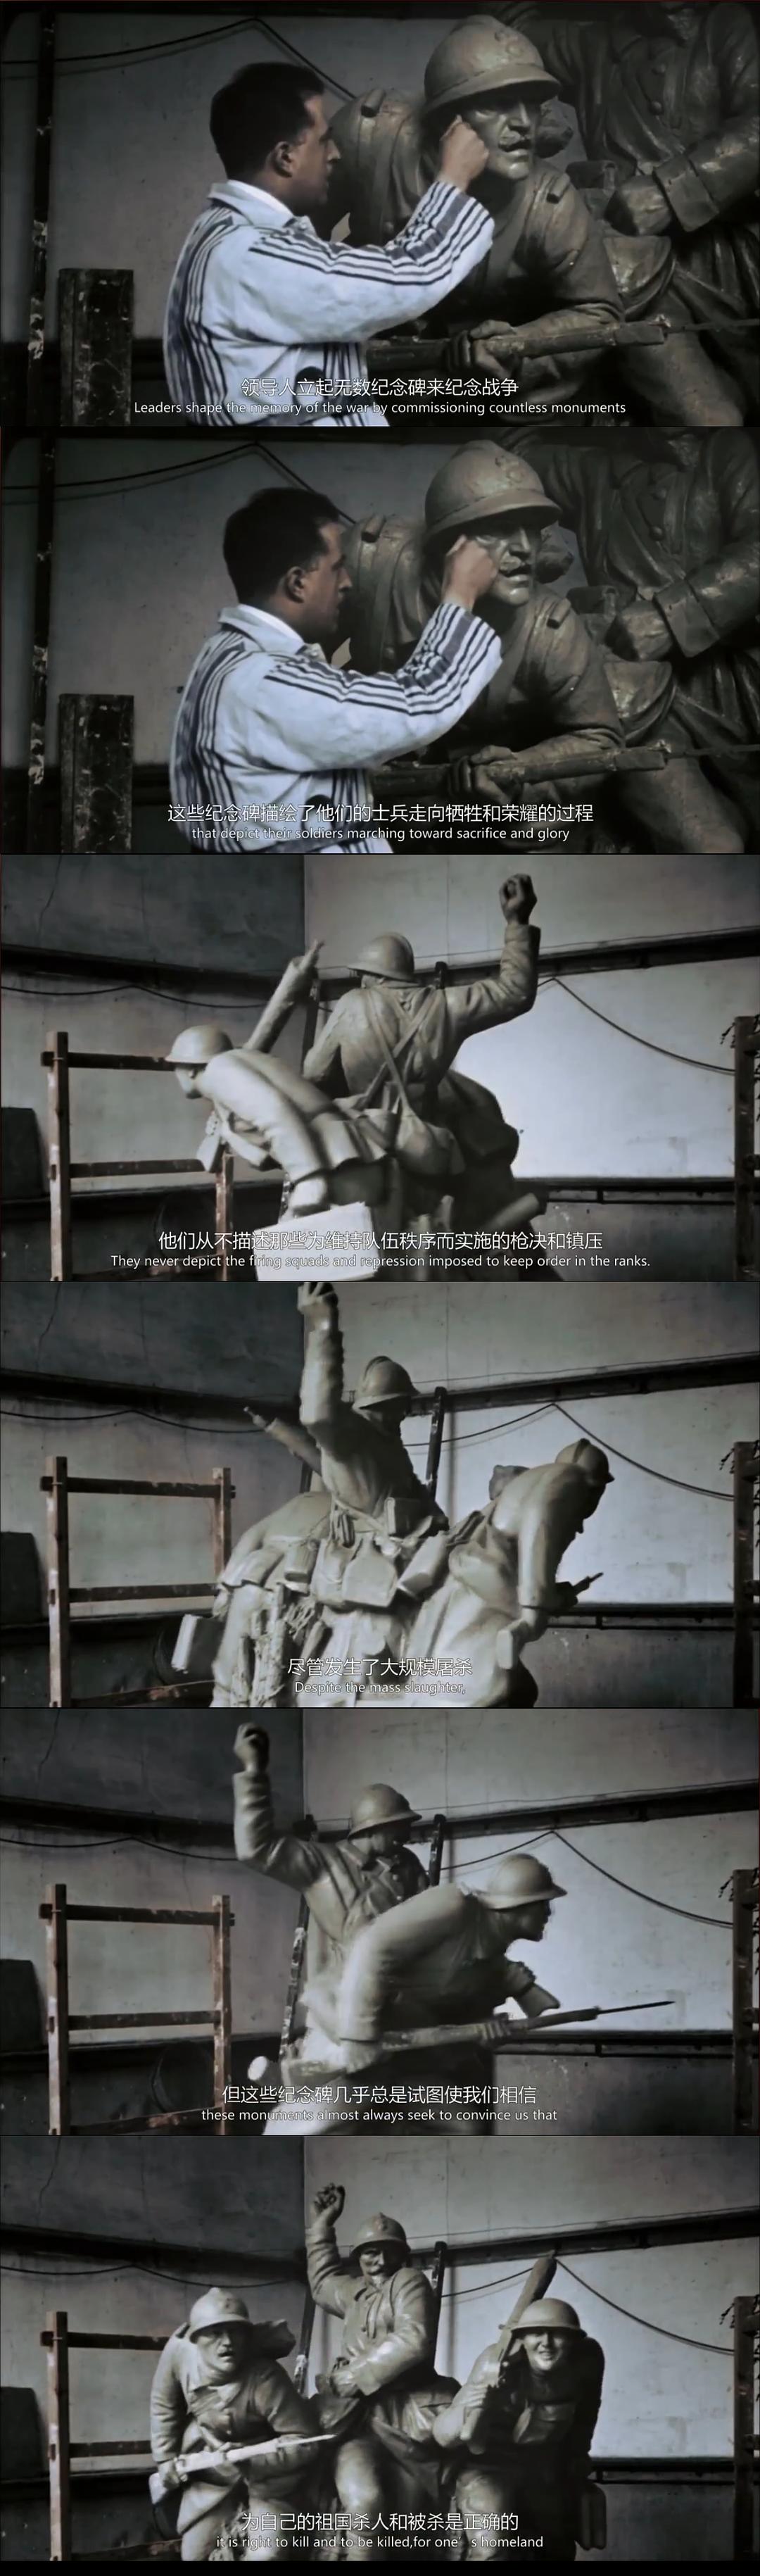 领导人立起无数纪念碑来纪念战争
Leaders shape the memory of the war by commissioning countless monuments
这些纪念碑描绘了他们的士兵走向牺牲和荣耀的过程
that depict their soldiers marching toward sacrifice and glory
他们从不描述那些为维持队伍秩序而实施的枪决和镇压
They never depict the firing squads and repression imposed to keep order in the ranks.
尽管发生了大规模屠杀
Despite the mass slaughter,
但这些纪念碑几乎总是试图使我们相信
these monuments almost always seek to convince us that
为自己的祖国杀人和被杀是正确的
it is right to kill and to be killed,for one's homeland